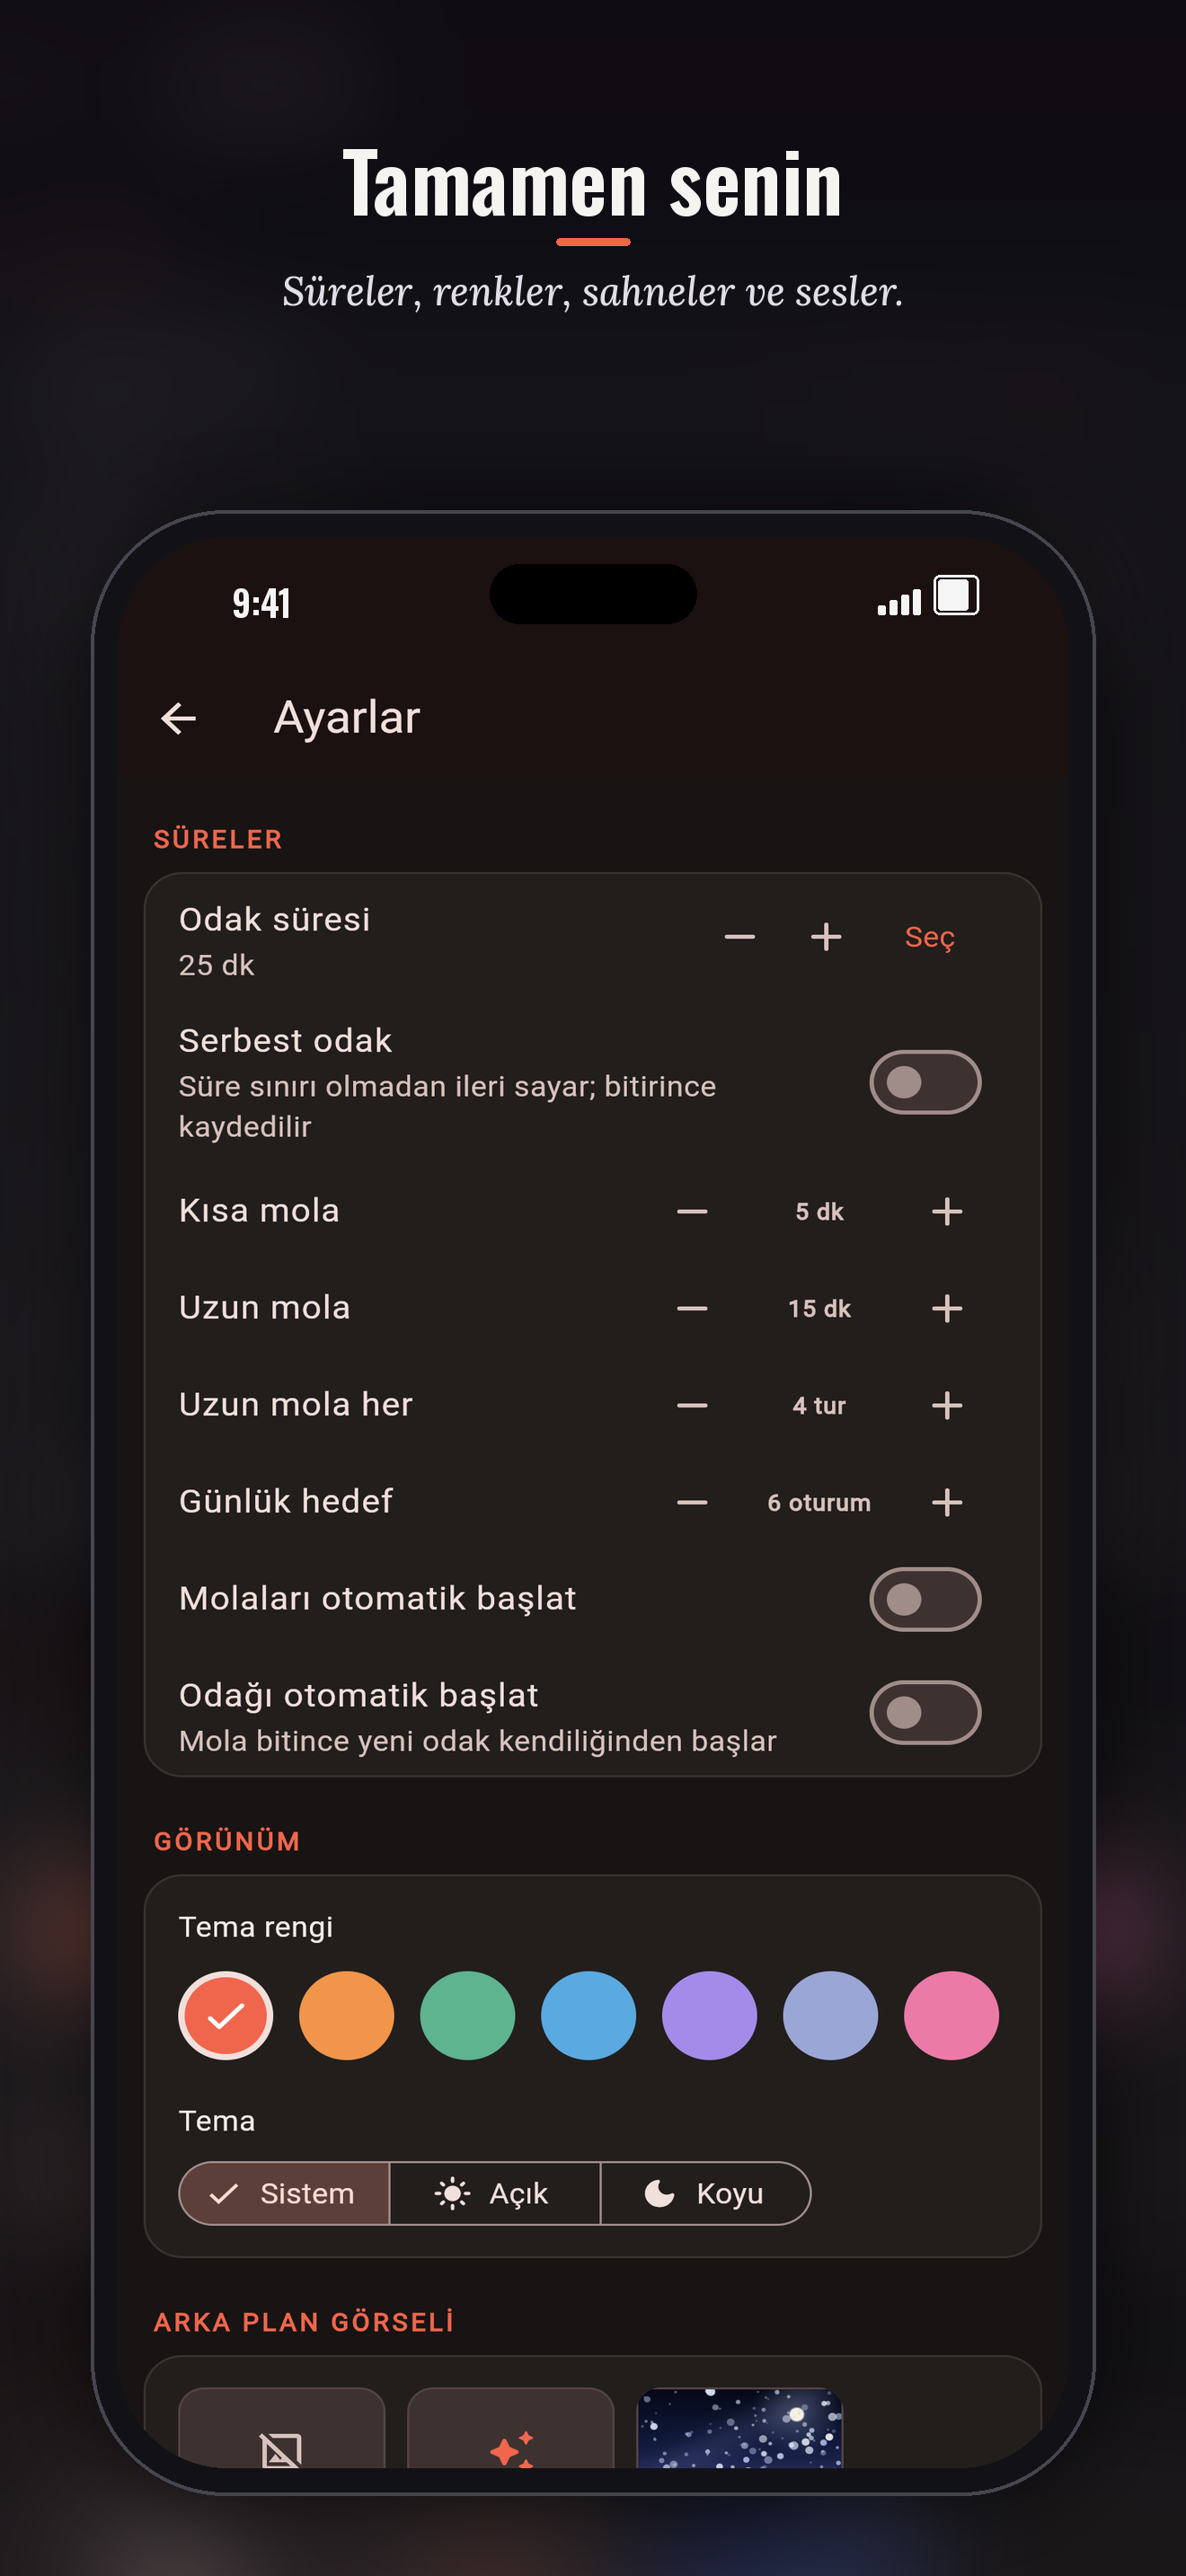 Tamamen senin
Süreler, renkler, sahneler ve sesler.
9:41
Ayarlar
SÜRELER
Odak süresi
25 dk
Seç
Serbest odak
Süre sınırı olmadan ileri sayar; bitirince
kaydedilir
Kısa mola
5 dk
Uzun mola
15 dk
Uzun mola her
4 tur
Günlük hedef
6 oturum
Molaları otomatik başlat
Odağı otomatik başlat
Mola bitince yeni odak kendiliğinden başlar
GÖRÜNÜM
Tema rengi
Tema
Sistem
Açık
Koyu
ARKA PLAN GÖRSELİ